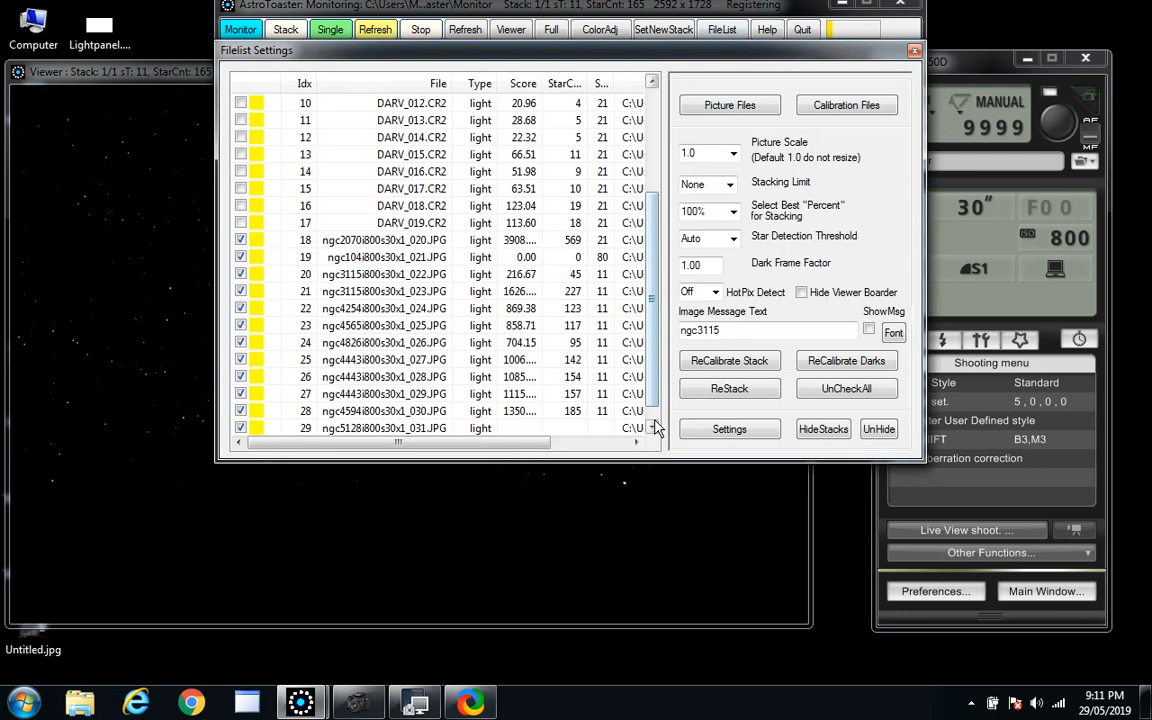 Computer
Lightpanel....
Untitled.jpg
Viewer : Stack: 1/1 sT: 11, StarCnt: 165
AstroToaster: Monitoring: C:\Users\M...aster\Monitor Stack: 1/1 StarCnt: 165 2592 x 1728 Registering
Monitor Stack Single Refresh Stop Refresh Viewer Full ColorAdj SetNewStack FileList Help Quit
Filelist Settings
Idx File Type Score StarC... S...
10 DARV_012.CR2 light 20.96 4 21 C:\U
11 DARV_013.CR2 light 28.68 5 21 C:\U
12 DARV_014.CR2 light 22.32 5 21 C:\U
13 DARV_015.CR2 light 66.51 11 21 C:\U
14 DARV_016.CR2 light 51.98 9 21 C:\U
15 DARV_017.CR2 light 63.51 10 21 C:\U
16 DARV_018.CR2 light 123.04 19 21 C:\U
17 DARV_019.CR2 light 113.60 18 21 C:\U
18 ngc2070i800s30x1_020.JPG light 3908.... 569 21 C:\U
19 ngc104i800s30x1_021.JPG light 0.00 0 80 C:\U
20 ngc3115i800s30x1_022.JPG light 216.67 45 11 C:\U
21 ngc3115i800s30x1_023.JPG light 1626.... 227 11 C:\U
22 ngc4254i800s30x1_024.JPG light 869.38 123 11 C:\U
23 ngc4565i800s30x1_025.JPG light 858.71 117 11 C:\U
24 ngc4826i800s30x1_026.JPG light 704.15 95 11 C:\U
25 ngc4443i800s30x1_027.JPG light 1006.... 142 11 C:\U
26 ngc4443i800s30x1_028.JPG light 1085.... 154 11 C:\U
27 ngc4443i800s30x1_029.JPG light 1115.... 157 11 C:\U
28 ngc4594i800s30x1_030.JPG light 1350.... 185 11 C:\U
29 ngc5128i800s30x1_031.JPG light C:\U
Picture Files Calibration Files
1.0 Picture Scale
(Default 1.0 do not resize)
None Stacking Limit
100% Select Best "Percent"
for Stacking
Auto Star Detection Threshold
1.00 Dark Frame Factor
Off HotPix Detect Hide Viewer Boarder
Image Message Text ShowMsg
ngc3115 Font
ReCalibrate Stack ReCalibrate Darks
ReStack UnCheckAll
Settings HideStacks UnHide
50D
MANUAL
9999
AF
MF
30" F00
ISO 800
S1
Shooting menu
Style Standard
set. 5 , 0 , 0 , 0
ter User Defined style
HIFT B3,M3
berration correction
Live View shoot. ...
Other Functions...
Preferences... Main Window...
9:11 PM
29/05/2019